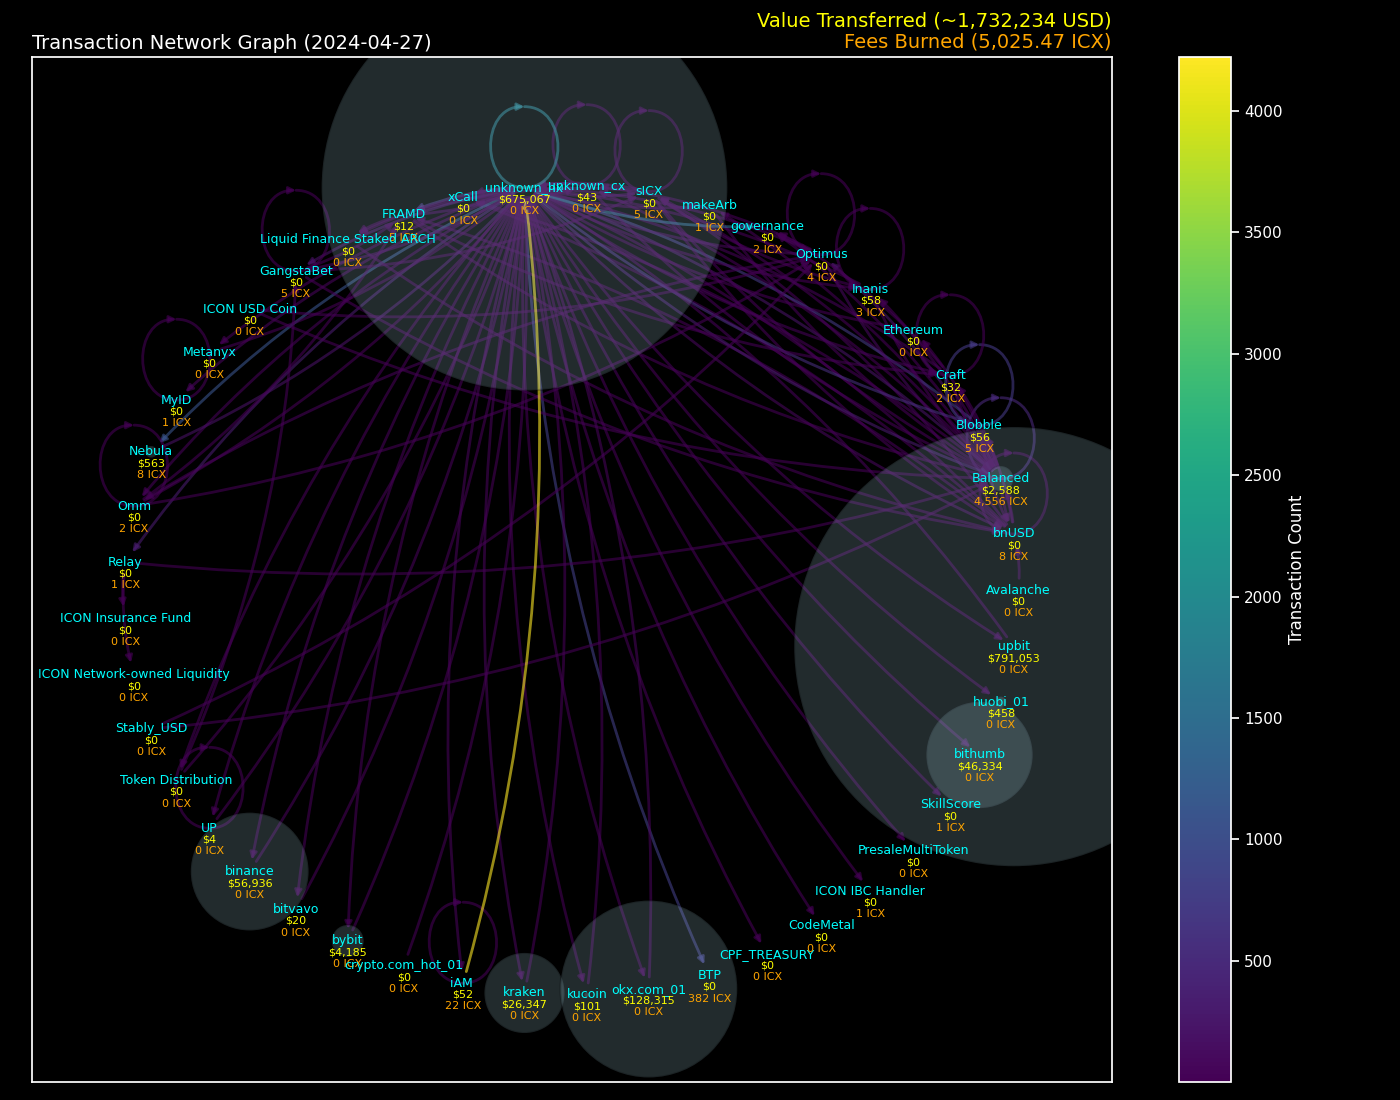 Value Transferred (~1,732,234 USD)
Transaction Network Graph (2024-04-27)
Fees Burned (5,025.47 ICX)
unknown_hx
$675,067
0 ICX
unknown_cx
$43
0 ICX
sICX
$0
5 ICX
makeArb
$0
1 ICX
governance
$0
2 ICX
Optimus
$0
4 ICX
Inanis
$58
3 ICX
Ethereum
$0
0 ICX
Craft
$32
2 ICX
Blobble
$56
5 ICX
Balanced
$2,588
4,556 ICX
bnUSD
$0
8 ICX
Avalanche
$0
0 ICX
upbit
$791,053
0 ICX
huobi_01
$458
0 ICX
bithumb
$46,334
0 ICX
SkillScore
$0
1 ICX
PresaleMultiToken
$0
0 ICX
ICON IBC Handler
$0
1 ICX
CodeMetal
$0
0 ICX
CPF_TREASURY
$0
0 ICX
BTP
$0
382 ICX
okx.com_01
$128,315
0 ICX
kucoin
$101
0 ICX
kraken
$26,347
0 ICX
iAM
$52
22 ICX
crypto.com_hot_01
$0
0 ICX
bybit
$4,185
0 ICX
bitvavo
$20
0 ICX
binance
$56,936
0 ICX
UP
$4
0 ICX
Token Distribution
$0
0 ICX
Stably_USD
$0
0 ICX
ICON Network-owned Liquidity
$0
0 ICX
ICON Insurance Fund
$0
0 ICX
Relay
$0
1 ICX
Omm
$0
2 ICX
Nebula
$563
8 ICX
MyID
$0
1 ICX
Metanyx
$0
0 ICX
ICON USD Coin
$0
0 ICX
GangstaBet
$0
5 ICX
Liquid Finance Staked ARCH
$0
0 ICX
FRAMD
$12
ICX
xCall
$0
0 ICX
4000
3500
3000
2500
2000
1500
1000
500
Transaction Count